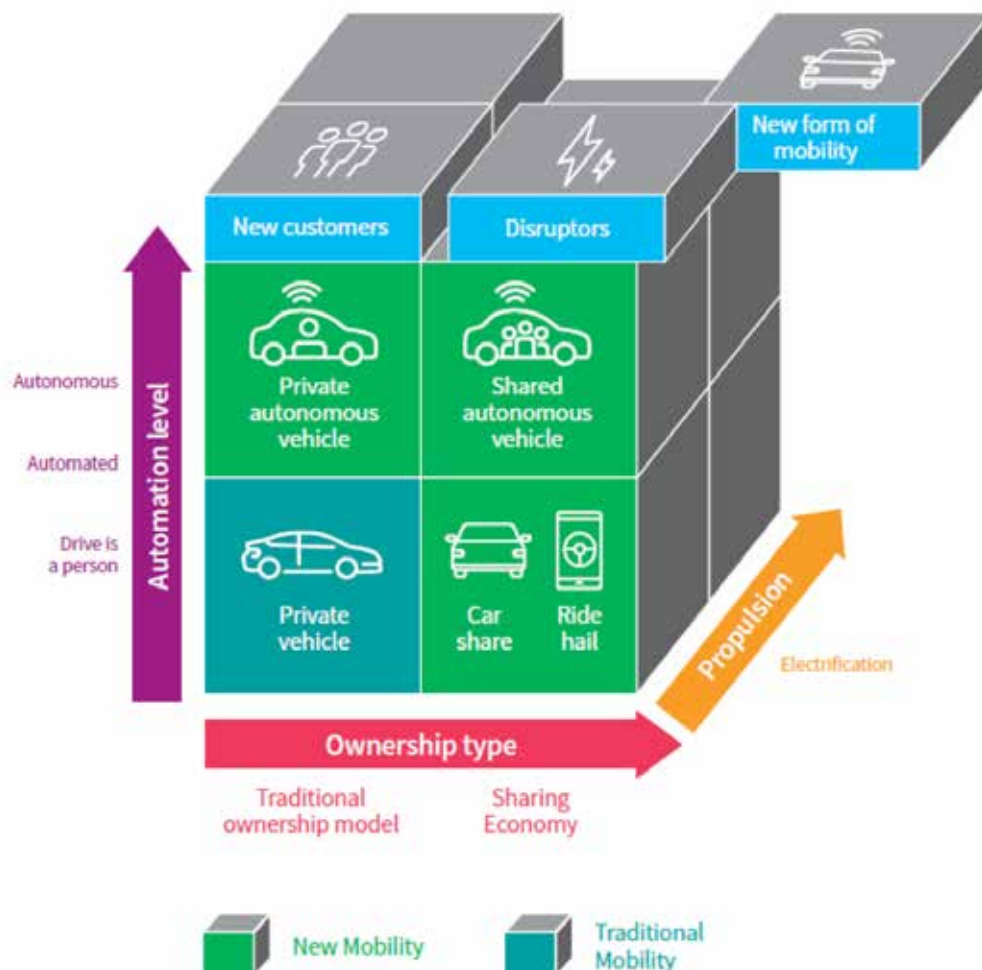 New form of
mobility
New customers
Disruptors
Private
autonomous
vehicle
Shared
autonomous
vehicle
Autonomous
Automated
Drive is
a person
Automation level
Private
vehicle
Car
share
Ride
hail
Propulsion
Electrification
Ownership type
Traditional
ownership model
Sharing
Economy
New Mobility
Traditional
Mobility